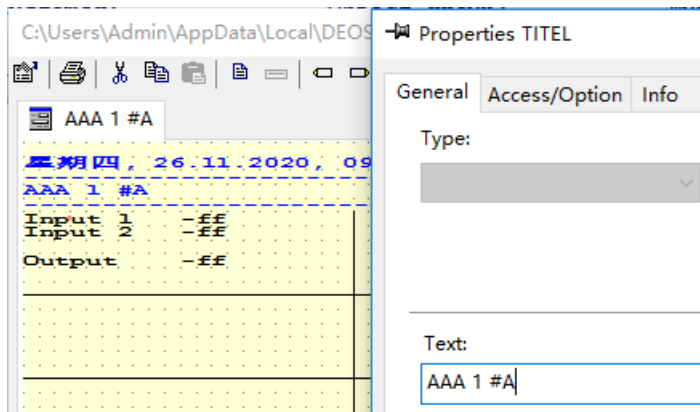 C:\Users\Admin\AppData\Local\DEOS
Properties TITEL
General Access/Option Info
AAA 1 #A
Type:
星期四, 26.11.2020, 09
AAA 1 #A
Input 1 -ff
Input 2 -ff
Output -ff
Text:
AAA 1 #A